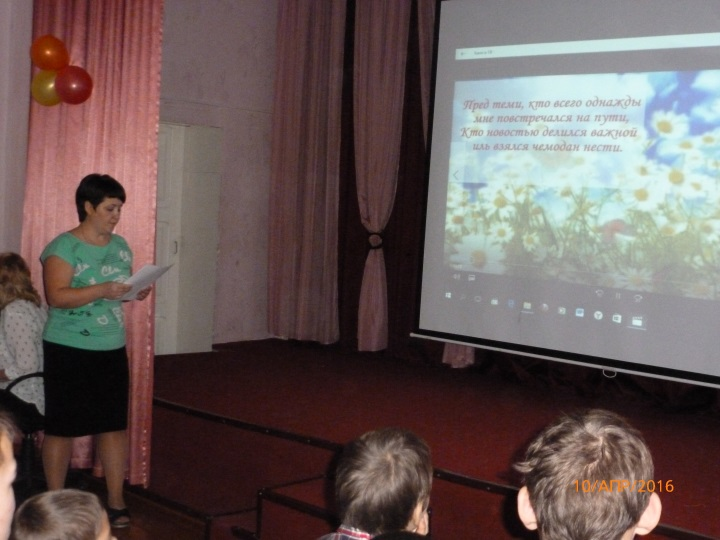 Пред теми, кто всего однажды
мне повстречался на пути,
Кто новостью делился важной
иль взялся чемодан нести.
10/АПР/2016